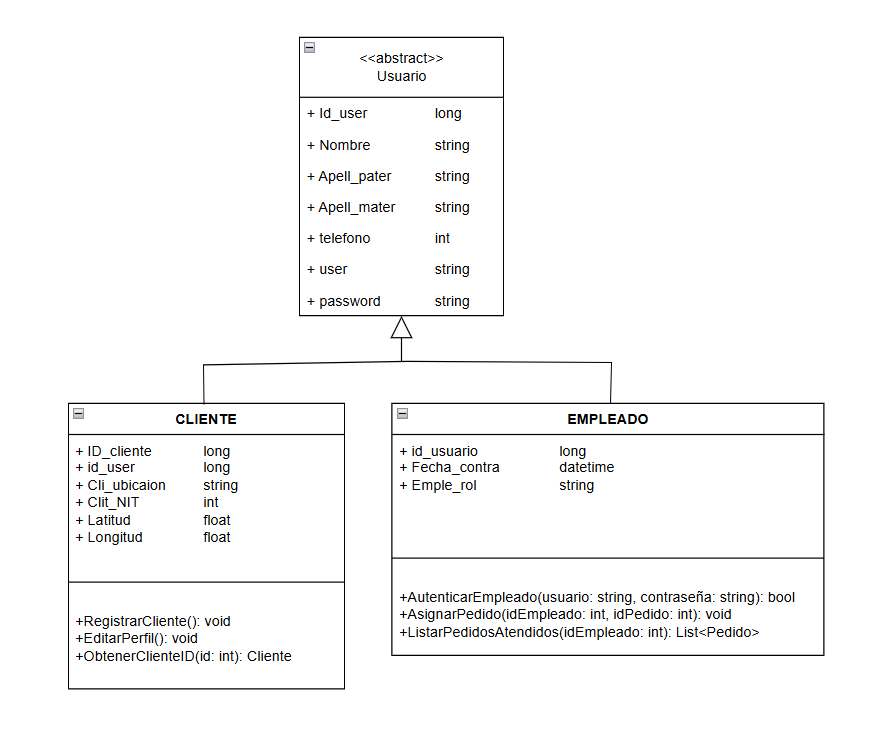 <<abstract>>
Usuario
+ Id_user long
+ Nombre string
+ Apell_pater string
+ Apell_mater string
+ telefono int
+ user string
+ password string
CLIENTE
+ ID_cliente long
+ id_user long
+ Cli_ubicaion string
+ Clit_NIT int
+ Latitud float
+ Longitud float
+RegistrarCliente(): void
+EditarPerfil(): void
+ObtenerClienteID(id: int): Cliente
EMPLEADO
+ id_usuario long
+ Fecha_contra datetime
+ Emple_rol string
+AutenticarEmpleado(usuario: string, contraseña: string): bool
+AsignarPedido(idEmpleado: int, idPedido: int): void
+ListarPedidosAtendidos(idEmpleado: int): List<Pedido>